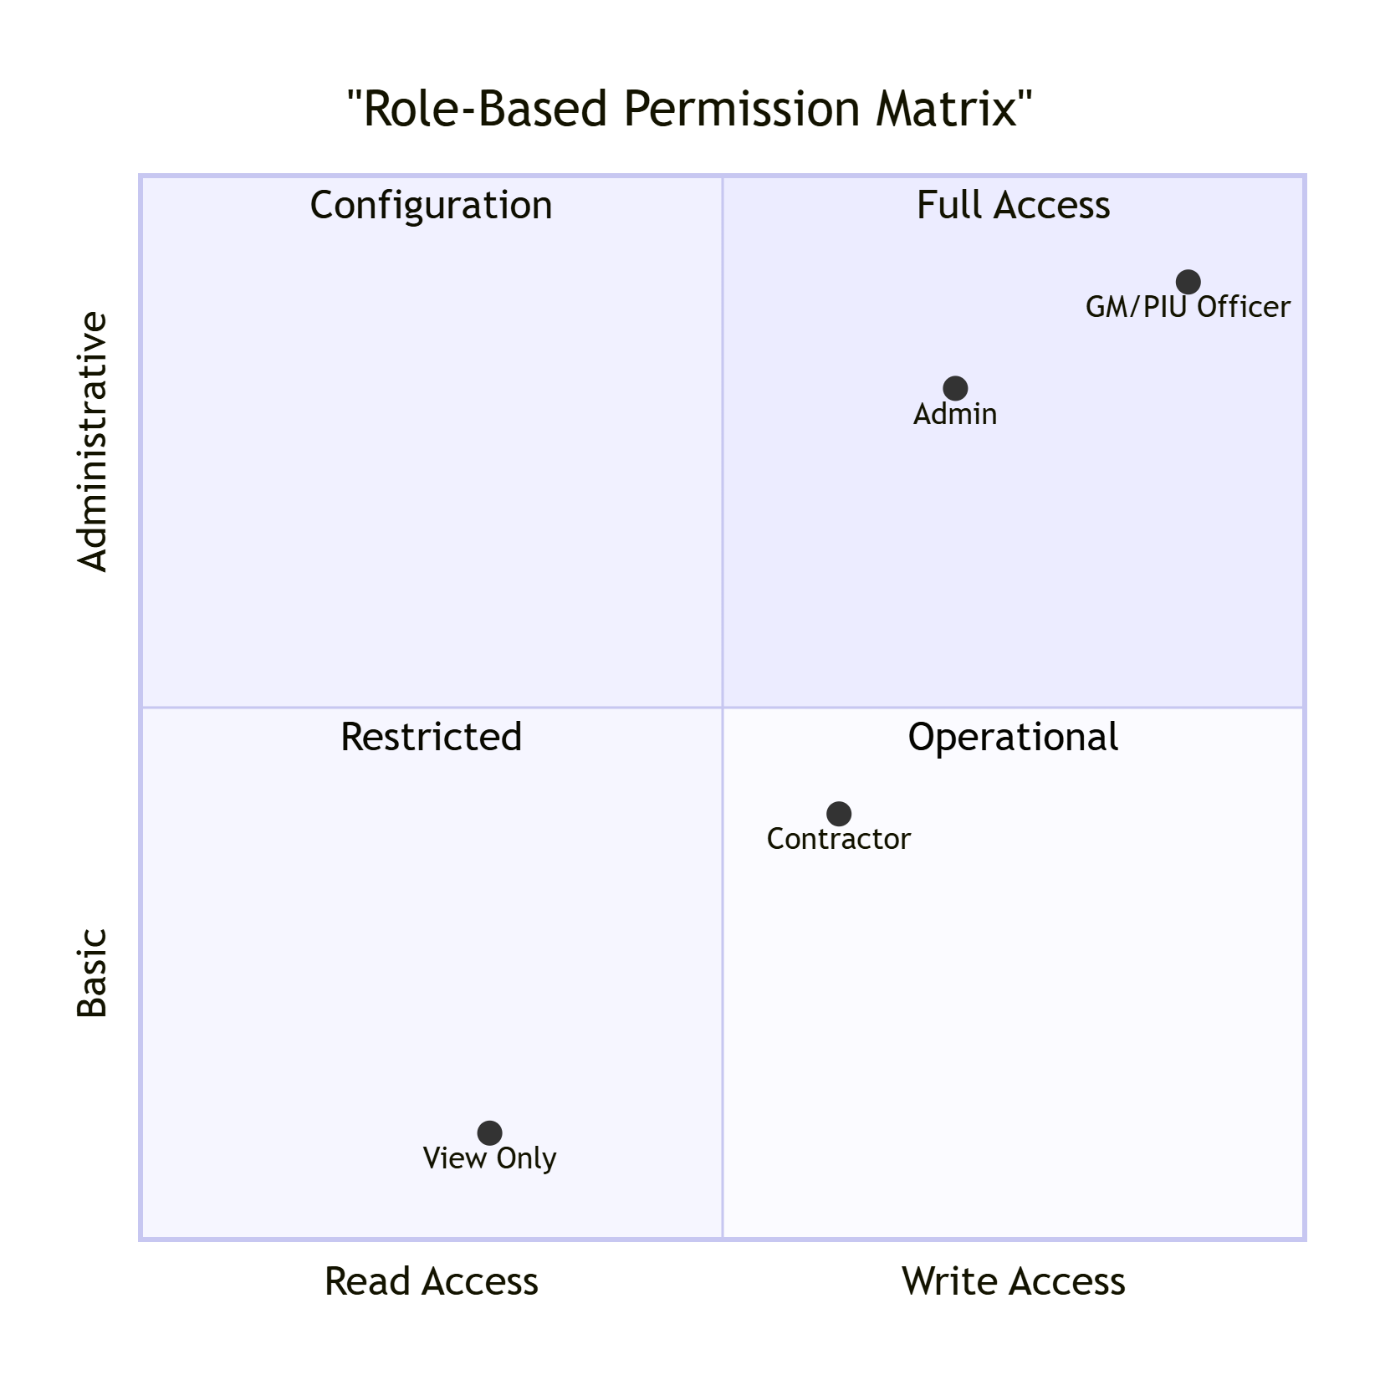 "Role-Based Permission Matrix"
Configuration
Full Access
GM/PIU Officer
Admin
Administrative
Restricted
Operational
Contractor
Basic
View Only
Read Access
Write Access